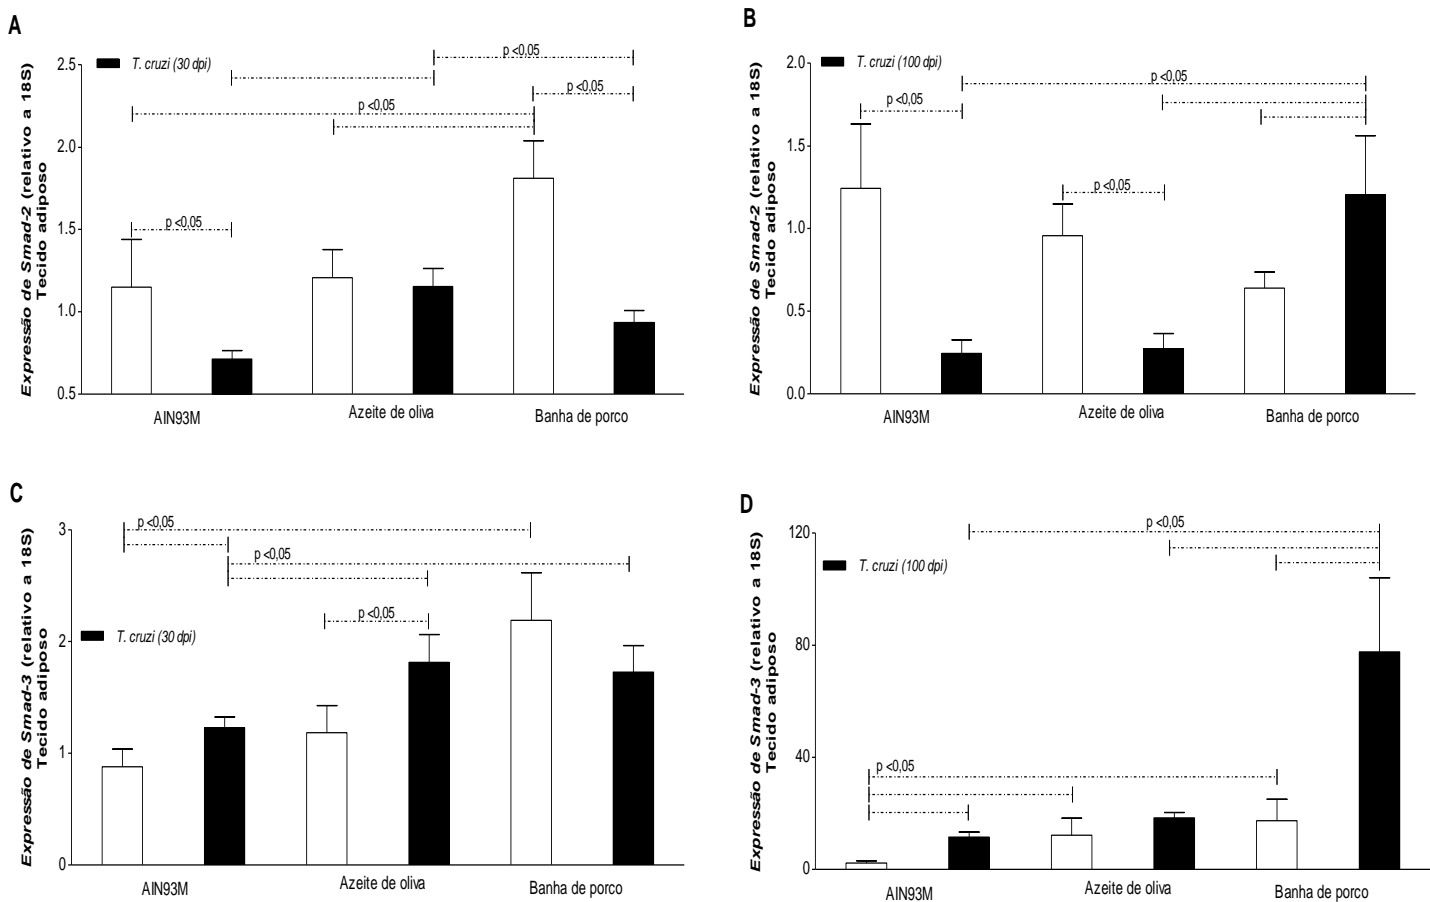 A
Expressão de Smad-2 (relativo a 18S)
Tecido adiposo
T. cruzi (30 dpi)
p <0,05
p <0,05
p <0,05
p <0,05
2.5
2.0
1.5
1.0
0.5
AIN93M
Azeite de oliva
Banha de porco
B
Expressão de Smad-2 (relativo a 18S)
Tecido adiposo
T. cruzi (100 dpi)
p <0,05
p <0,05
p <0,05
2.0
1.5
1.0
0.5
0.0
AIN93M
Azeite de oliva
Banha de porco
C
Expressão de Smad-3 (relativo a 18S)
Tecido adiposo
p <0,05
p <0,05
p <0,05
T. cruzi (30 dpi)
3
2
1
0
AIN93M
Azeite de oliva
Banha de porco
D
Expressão de Smad-3 (relativo a 18S)
Tecido adiposo
p <0,05
T. cruzi (100 dpi)
p <0,05
120
80
40
0
AIN93M
Azeite de oliva
Banha de porco